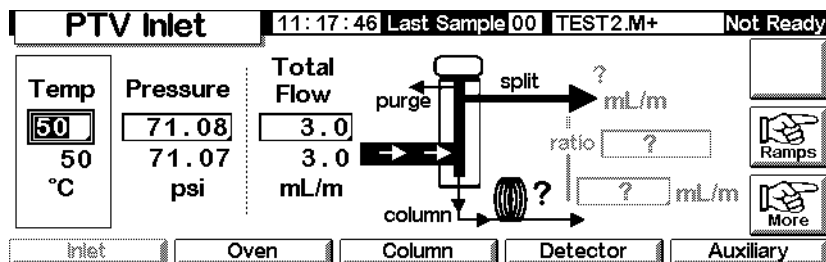 PTV Inlet 11:17:46 Last Sample 00 TEST2.M+ Not Ready
Temp Pressure Total Flow
50 71.08 3.0
50 71.07 3.0
°C psi mL/m
purge split ? mL/m
ratio ?
? mL/m
column ?
Ramps
More
Inlet Oven Column Detector Auxiliary